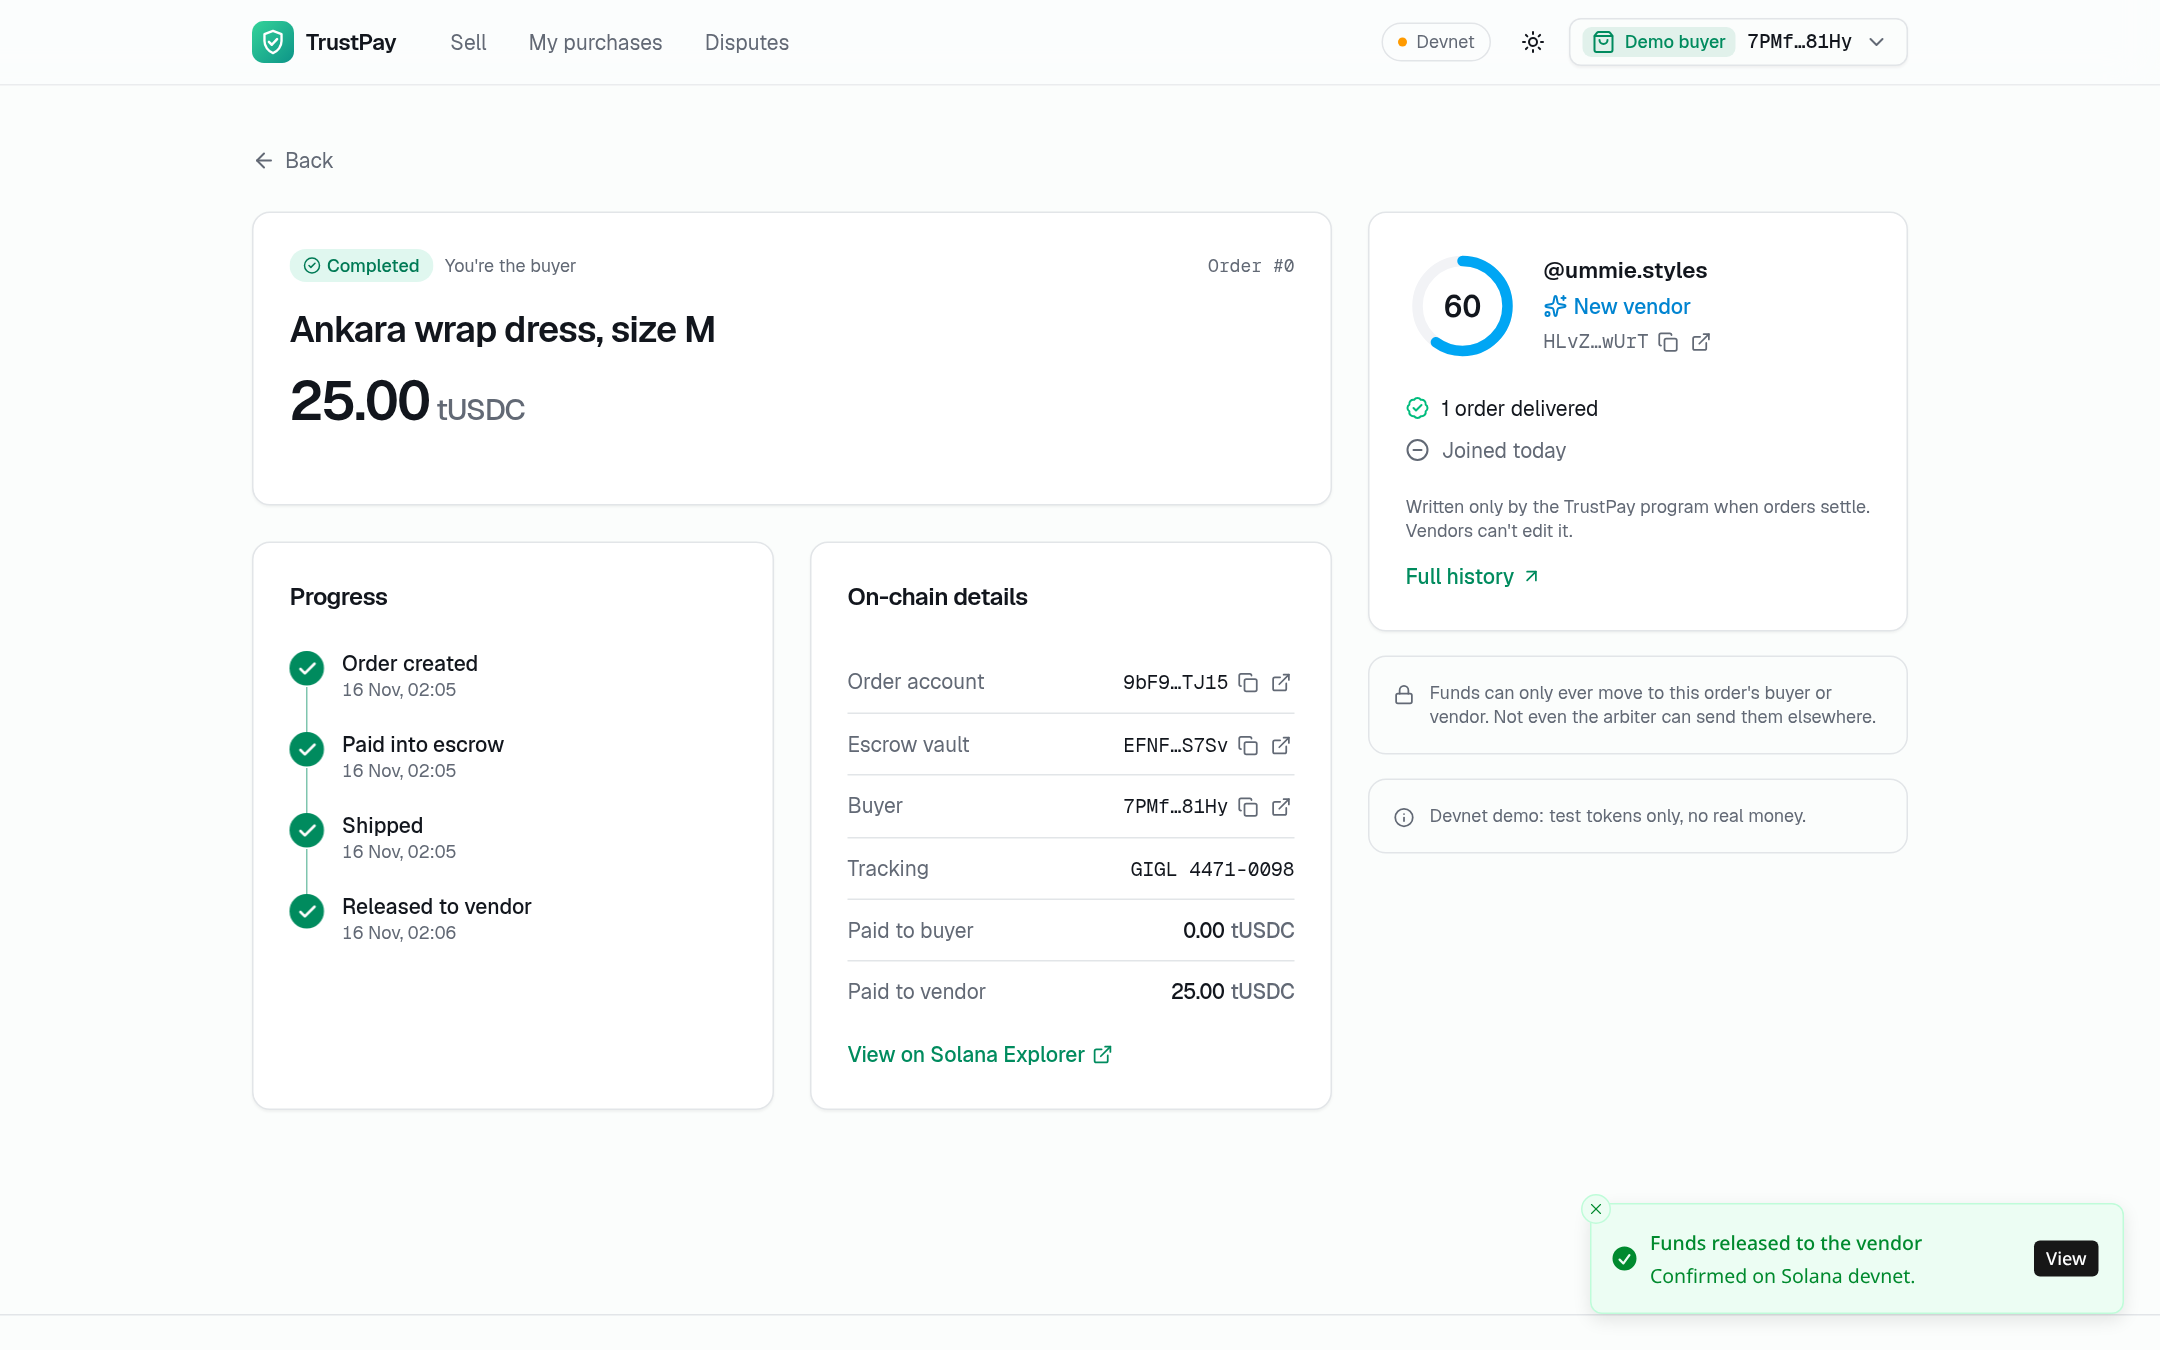 TrustPay
Sell
My purchases
Disputes
Devnet
Demo buyer
7PMf…81Hy
Back
Completed
You're the buyer
Order #0
Ankara wrap dress, size M
25.00 tUSDC
60
@ummie.styles
New vendor
HLvZ…wUrT
1 order delivered
Joined today
Written only by the TrustPay program when orders settle.
Vendors can't edit it.
Full history
Progress
Order created
16 Nov, 02:05
Paid into escrow
16 Nov, 02:05
Shipped
16 Nov, 02:05
Released to vendor
16 Nov, 02:06
On-chain details
Order account 9bF9…TJ15
Escrow vault EFNF…S7Sv
Buyer 7PMf…81Hy
Tracking GIGL 4471-0098
Paid to buyer 0.00 tUSDC
Paid to vendor 25.00 tUSDC
View on Solana Explorer
Funds can only ever move to this order's buyer or
vendor. Not even the arbiter can send them elsewhere.
Devnet demo: test tokens only, no real money.
Funds released to the vendor
Confirmed on Solana devnet.
View